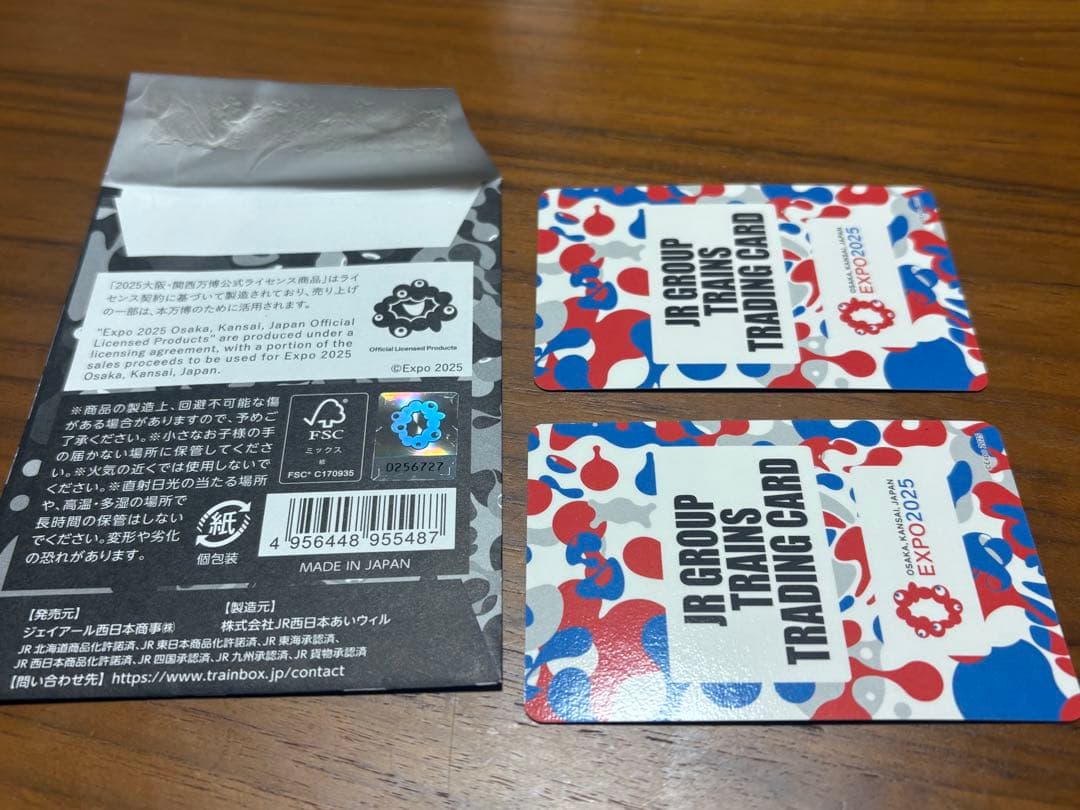 「2025大阪・関西万博公式ライセンス商品」はライ
センス契約に基づいて製造されており、売り上げ
の一部は、本万博のために活用されます。
"Expo 2025 Osaka, Kansai, Japan Official
Licensed Products" are produced under a
licensing agreement, with a portion of the
sales proceeds to be used for Expo 2025
Osaka, Kansai, Japan.
Official Licensed Products
©Expo 2025
※商品の製造上、回避不可能な傷
がある場合がありますので、予めご
了承ください。※小さなお子様の手
の届かない場所に保管してくださ
い。※火気の近くでは使用しないで
ください。※直射日光の当たる場所
や、高温・多湿の場所で
長時間の保管はしない
でください。変形や劣化
の恐れがあります。
FSC
ミックス
紙
FSC® C170935
0256727
紙
個包装
4 956448 955487
MADE IN JAPAN
【発売元】
ジェイアール西日本商事㈱
【製造元】
株式会社JR西日本あいウィル
JR北海道商品化許諾済、JR東日本商品化許諾済、JR東海承認済、
JR西日本商品化許諾済、JR四国承認済、JR九州承認済、JR貨物承認済
【問い合わせ先】https://www.trainbox.jp/contact
JR GROUP
TRAINS
TRADING CARD
OSAKA, KANSAI, JAPAN
EXPO2025
JR GROUP
TRAINS
TRADING CARD
OSAKA, KANSAI, JAPAN
EXPO2025